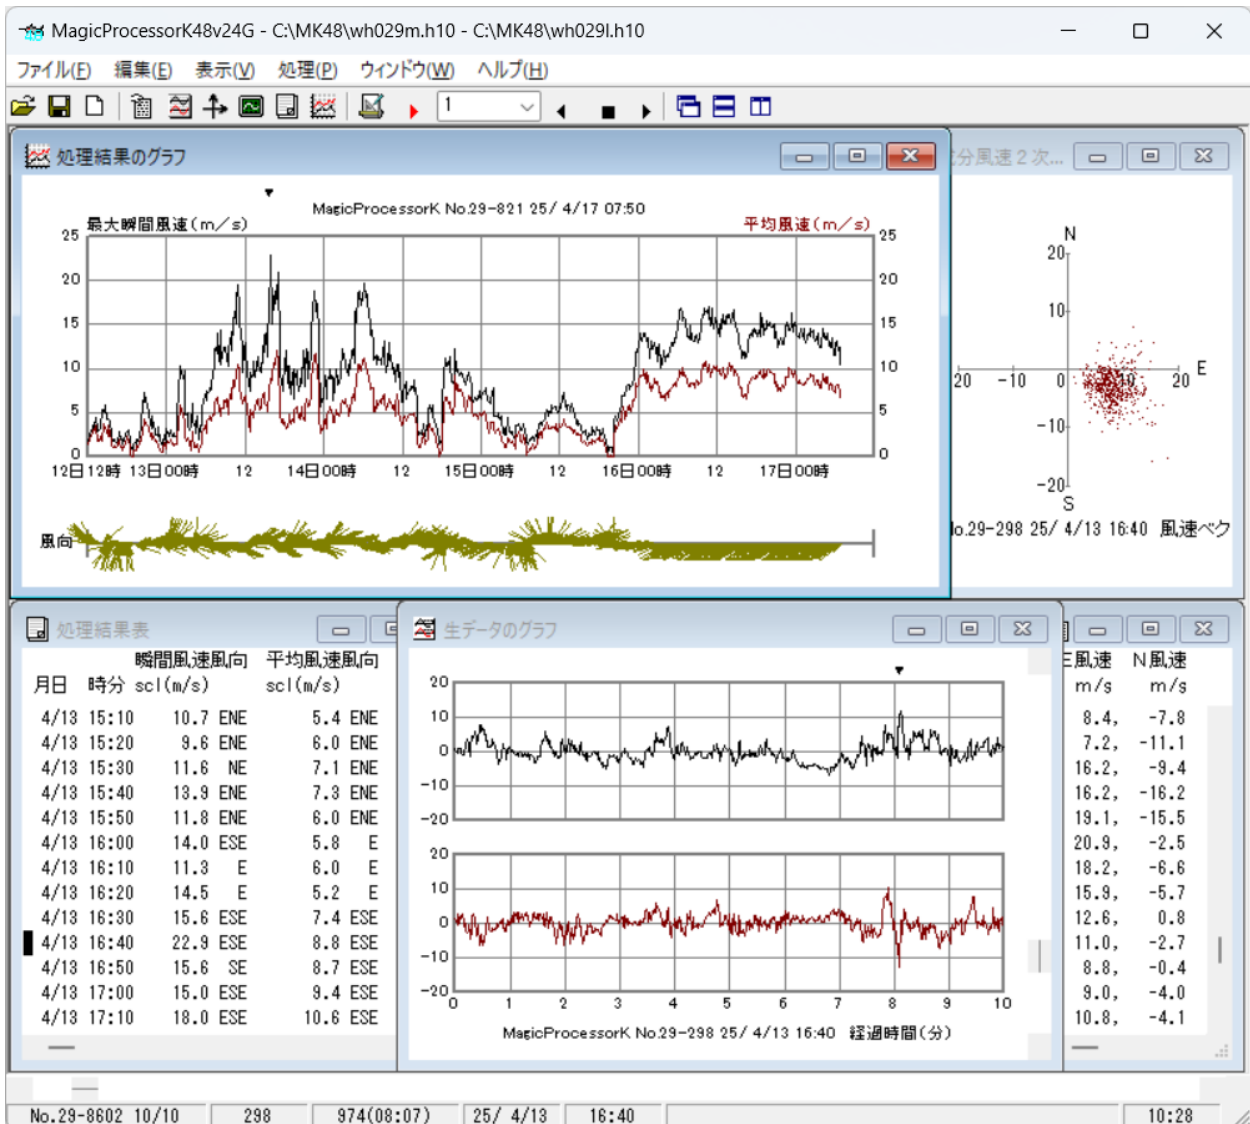 MagicProcessorK48v24G - C:\MK48\wh029m.h10 - C:\MK48\wh029l.h10
ファイル(F) 編集(E) 表示(V) 処理(P) ウィンドウ(W) ヘルプ(H)
1
処理結果のグラフ
MagicProcessorK No.29-821 25/ 4/17 07:50
最大瞬間風速(m/s) 平均風速(m/s)
25 25
20 20
15 15
10 10
5 5
0 0
12日12時 13日00時 12 14日00時 12 15日00時 12 16日00時 12 17日00時
風向
分風速２次...
N
20
10
20 -10 0 10 20 E
-10
-20
S
No.29-298 25/ 4/13 16:40 風速ベク
処理結果表
瞬間風速風向 平均風速風向
月日 時分 scl(m/s) scl(m/s)
4/13 15:10 10.7 ENE 5.4 ENE
4/13 15:20 9.6 ENE 6.0 ENE
4/13 15:30 11.6 NE 7.1 ENE
4/13 15:40 13.9 ENE 7.3 ENE
4/13 15:50 11.8 ENE 6.0 ENE
4/13 16:00 14.0 ESE 5.8 E
4/13 16:10 11.3 E 6.0 E
4/13 16:20 14.5 E 5.2 E
4/13 16:30 15.6 ESE 7.4 ESE
4/13 16:40 22.9 ESE 8.8 ESE
4/13 16:50 15.6 SE 8.7 ESE
4/13 17:00 15.0 ESE 9.4 ESE
4/13 17:10 18.0 ESE 10.6 ESE
生データのグラフ
20
10
0
-10
-20
20
10
0
-10
-20
0 1 2 3 4 5 6 7 8 9 10
MagicProcessorK No.29-298 25/ 4/13 16:40 経過時間(分)
E風速 N風速
m/s m/s
8.4, -7.8
7.2, -11.1
16.2, -9.4
16.2, -16.2
19.1, -15.5
20.9, -2.5
18.2, -6.6
15.9, -5.7
12.6, 0.8
11.0, -2.7
8.8, -0.4
9.0, -4.0
10.8, -4.1
No.29-8602 10/10 298 974(08:07) 25/ 4/13 16:40 10:28